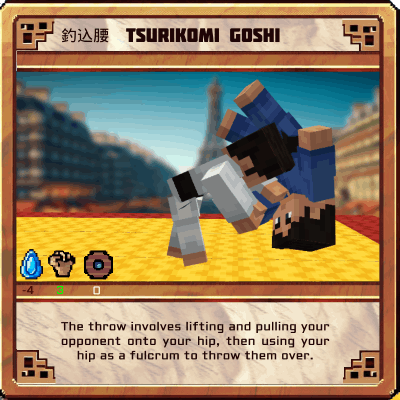 釣込腰 TSURIKOMI GOSHI
-4 3 0
The throw involves lifting and pulling your
opponent onto your hip, then using your
hip as a fulcrum to throw them over.